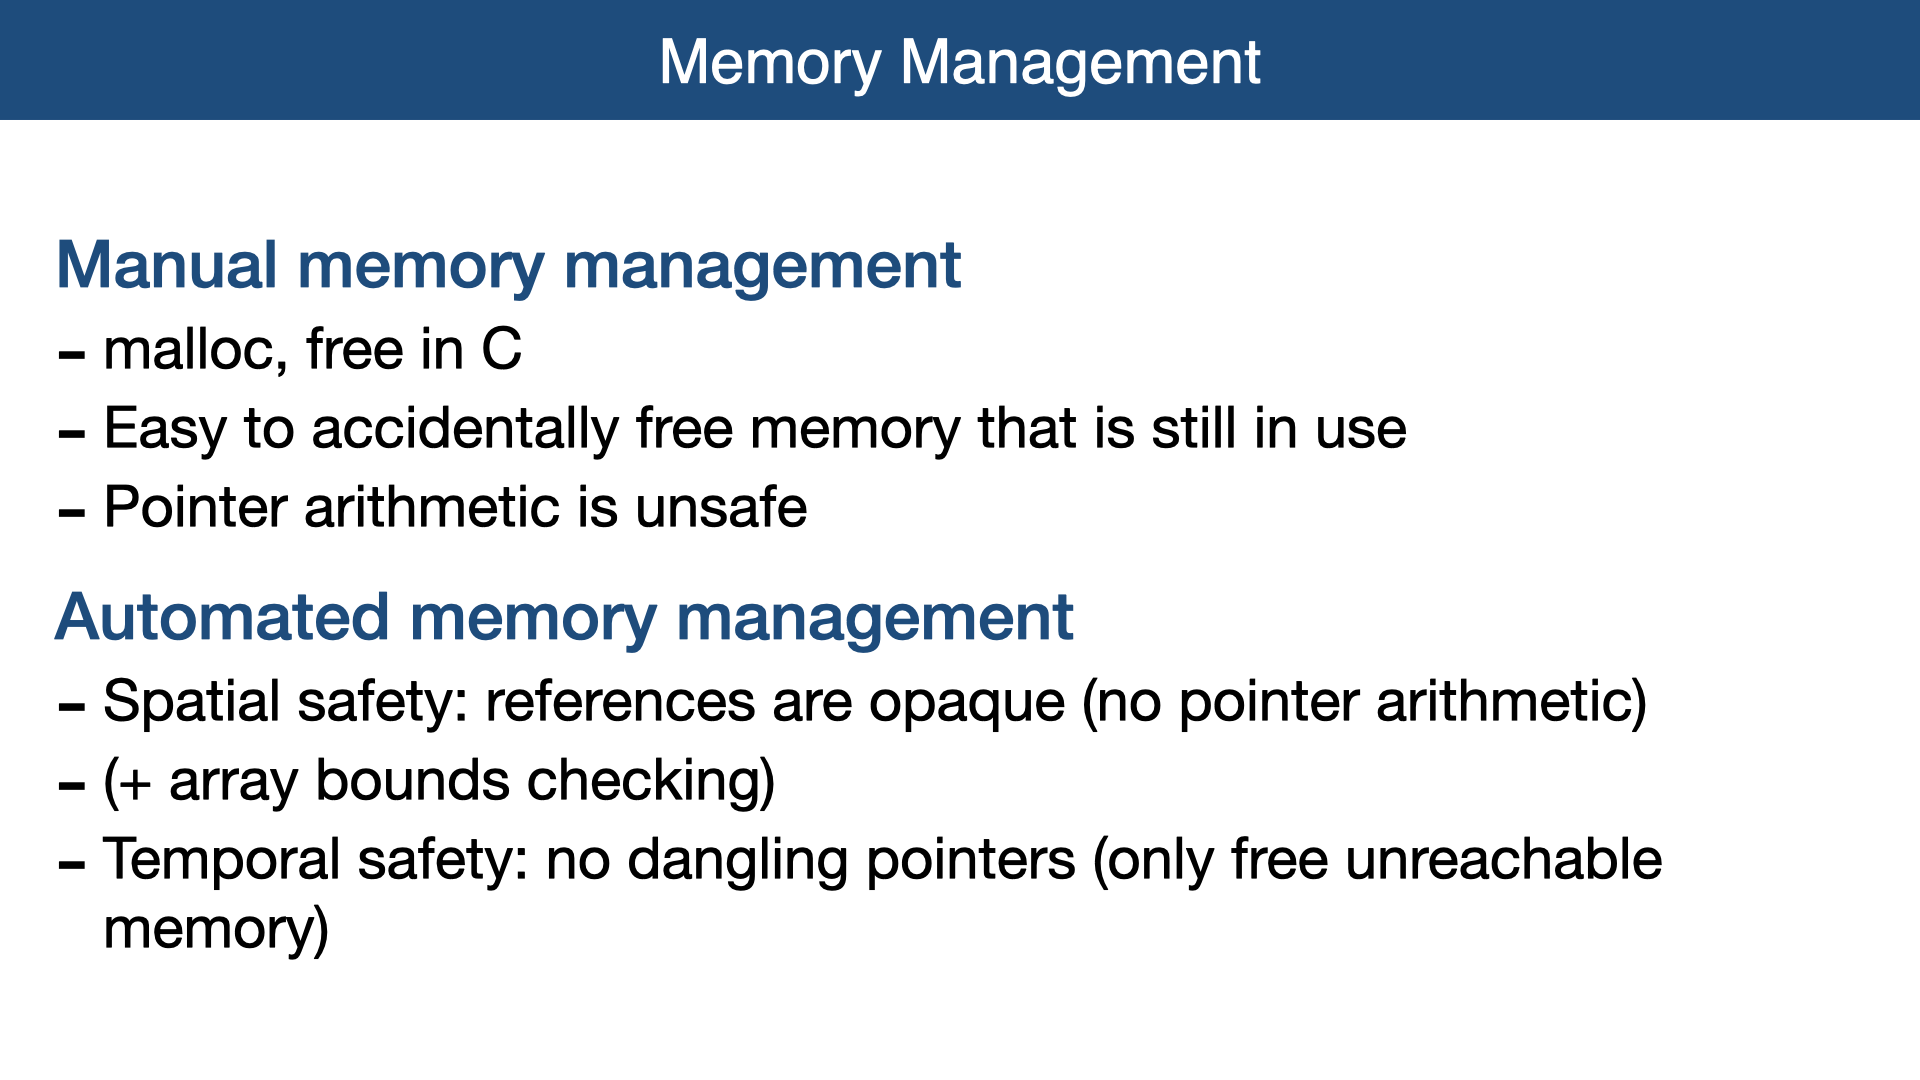 Memory Management
Manual memory management
- malloc, free in C
- Easy to accidentally free memory that is still in use
- Pointer arithmetic is unsafe
Automated memory management
- Spatial safety: references are opaque (no pointer arithmetic)
- (+ array bounds checking)
- Temporal safety: no dangling pointers (only free unreachable
memory)